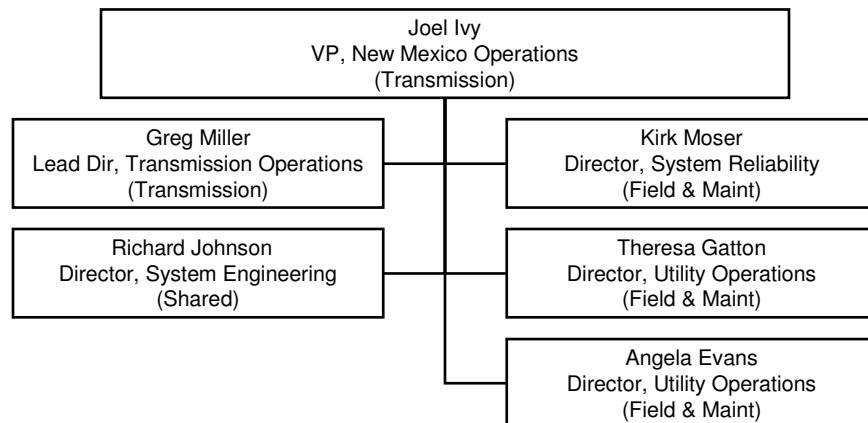 Joel Ivy
VP, New Mexico Operations
(Transmission)
Greg Miller
Lead Dir, Transmission Operations
(Transmission)
Kirk Moser
Director, System Reliability
(Field & Maint)
Richard Johnson
Director, System Engineering
(Shared)
Theresa Gatton
Director, Utility Operations
(Field & Maint)
Angela Evans
Director, Utility Operations
(Field & Maint)